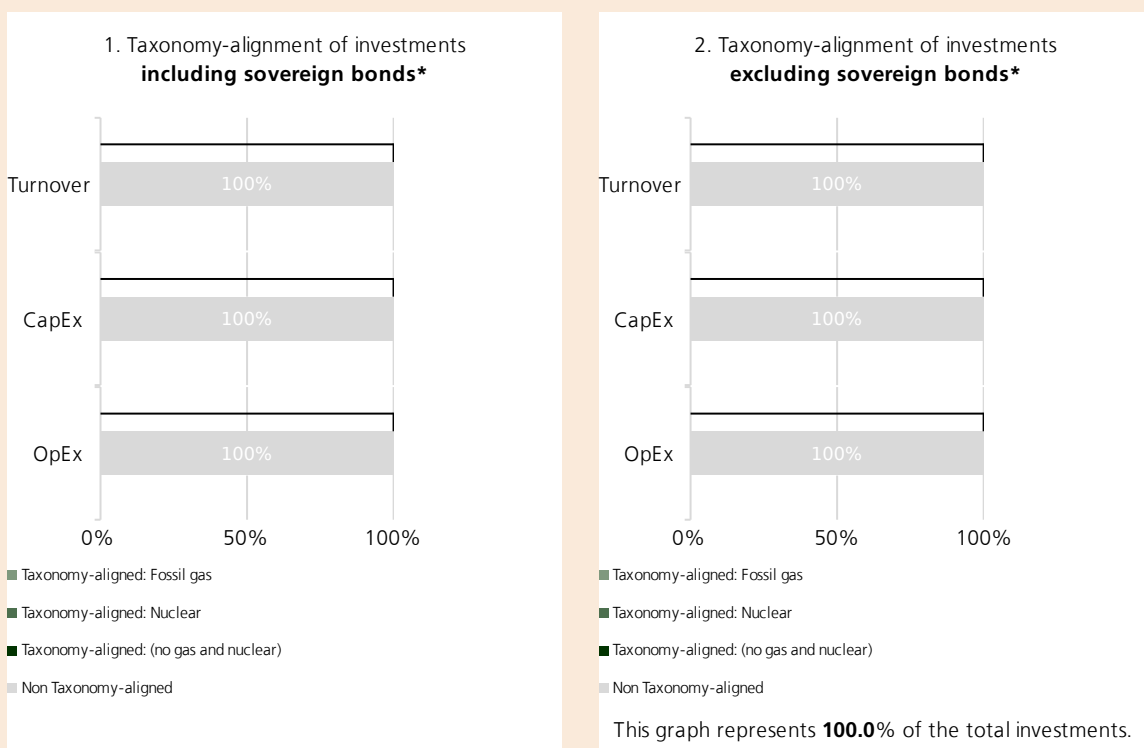 1. Taxonomy-alignment of investments
including sovereign bonds*
Turnover
100%
CapEx
100%
OpEx
100%
0% 50% 100%
Taxonomy-aligned: Fossil gas
Taxonomy-aligned: Nuclear
Taxonomy-aligned: (no gas and nuclear)
Non Taxonomy-aligned
2. Taxonomy-alignment of investments
excluding sovereign bonds*
Turnover
100%
CapEx
100%
OpEx
100%
0% 50% 100%
Taxonomy-aligned: Fossil gas
Taxonomy-aligned: Nuclear
Taxonomy-aligned: (no gas and nuclear)
Non Taxonomy-aligned
This graph represents 100.0% of the total investments.